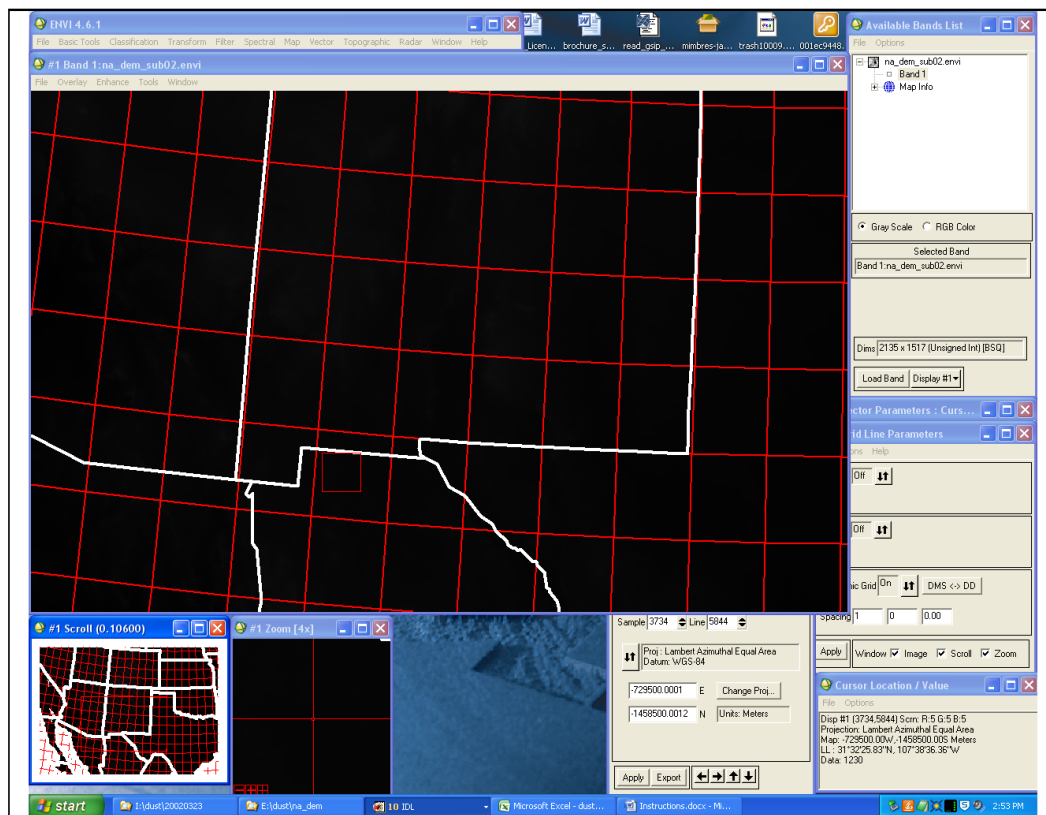 ENVI 4.6.1
File Basic Tools Classification Transform Filter Spectral Map Vector Topographic Radar Window Help
_Licen... brochure_s... read_gsip_... mimbres-ja... trash10009.... 001ec9448.
#1 Band 1:na_dem_sub02.envi
File Overlay Enhance Tools Window
Available Bands List
File Options
na_dem_sub02.envi
Band 1
Map Info
Gray Scale RGB Color
Selected Band
Band 1:na_dem_sub02.envi
Dims 2135 x 1517 (Unsigned Int) [BSQ]
Load Band Display #1
ector Parameters : Curs...
rid Line Parameters
ons Help
Off
Off
ic Grid On DMS <-> DD
Spacing 1 0 0.00
Apply Window Image Scroll Zoom
#1 Scroll (0.10600)
#1 Zoom [4x]
Sample 3734 Line 5844
Proj : Lambert Azimuthal Equal Area
Datum: WGS-84
-729500.0001 E Change Proj...
-1458500.0012 N Units: Meters
Apply Export
Cursor Location / Value
File Options
Disp #1 (3734,5844) Scrn: R:5 G:5 B:5
Projection: Lambert Azimuthal Equal Area
Map: -729500.00W,-1458500.00S Meters
LL : 31°32'25.83"N, 107°38'36.36"W
Data: 1230
start I:\dust\20020323 E:\dust\na_dem 10 IDL Microsoft Excel - dust... Instructions.docx - Mi... 2:53 PM